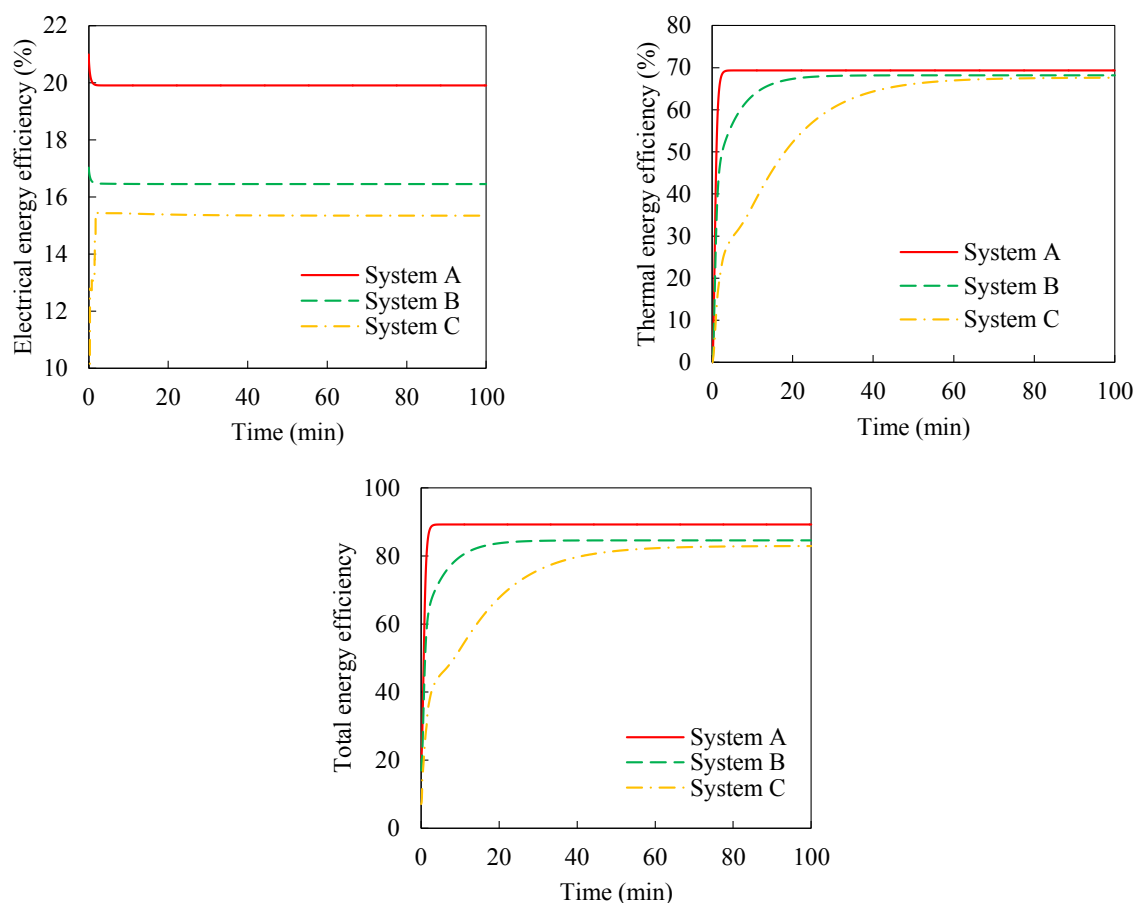 Electrical energy efficiency (%)
22
20
18
16
14
12
10
0 20 40 60 80 100
Time (min)
System A
System B
System C
Thermal energy efficiency (%)
80
70
60
50
40
30
20
10
0
0 20 40 60 80 100
Time (min)
System A
System B
System C
Total energy efficiency
100
80
60
40
20
0
0 20 40 60 80 100
Time (min)
System A
System B
System C